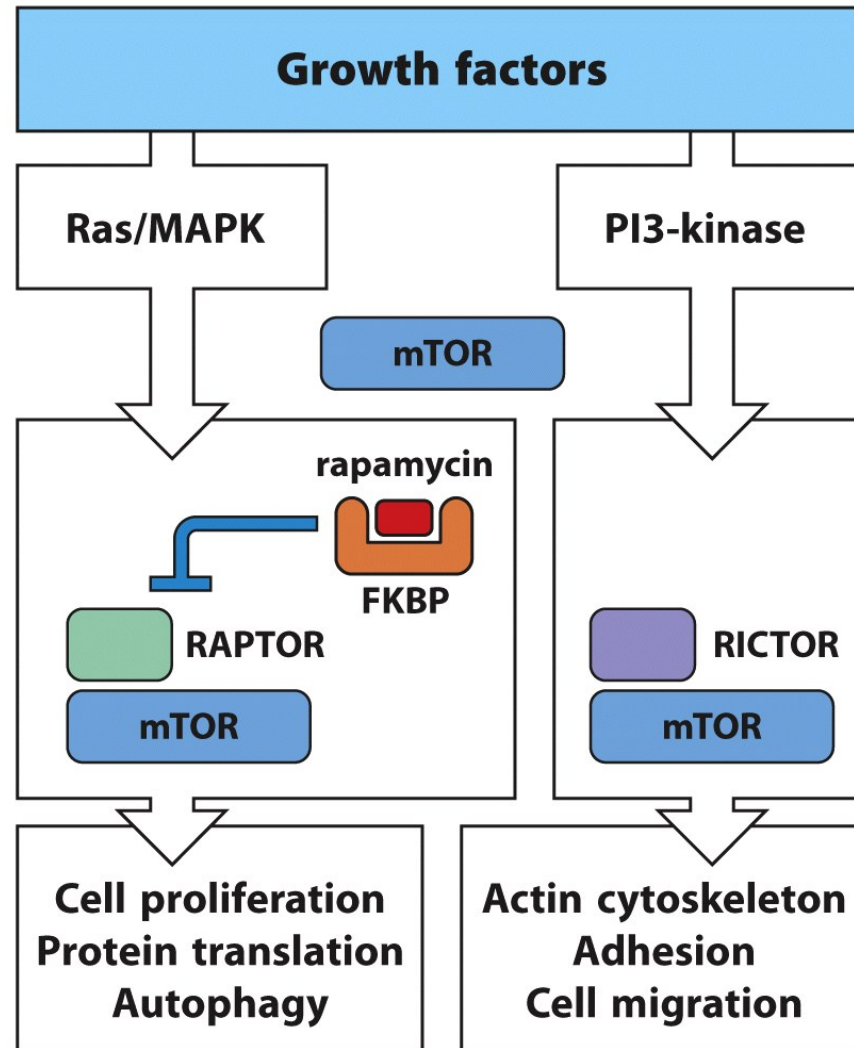 Growth factors
Ras/MAPK
PI3-kinase
mTOR
rapamycin
FKBP
RAPTOR
mTOR
RICTOR
mTOR
Cell proliferation
Protein translation
Autophagy
Actin cytoskeleton
Adhesion
Cell migration